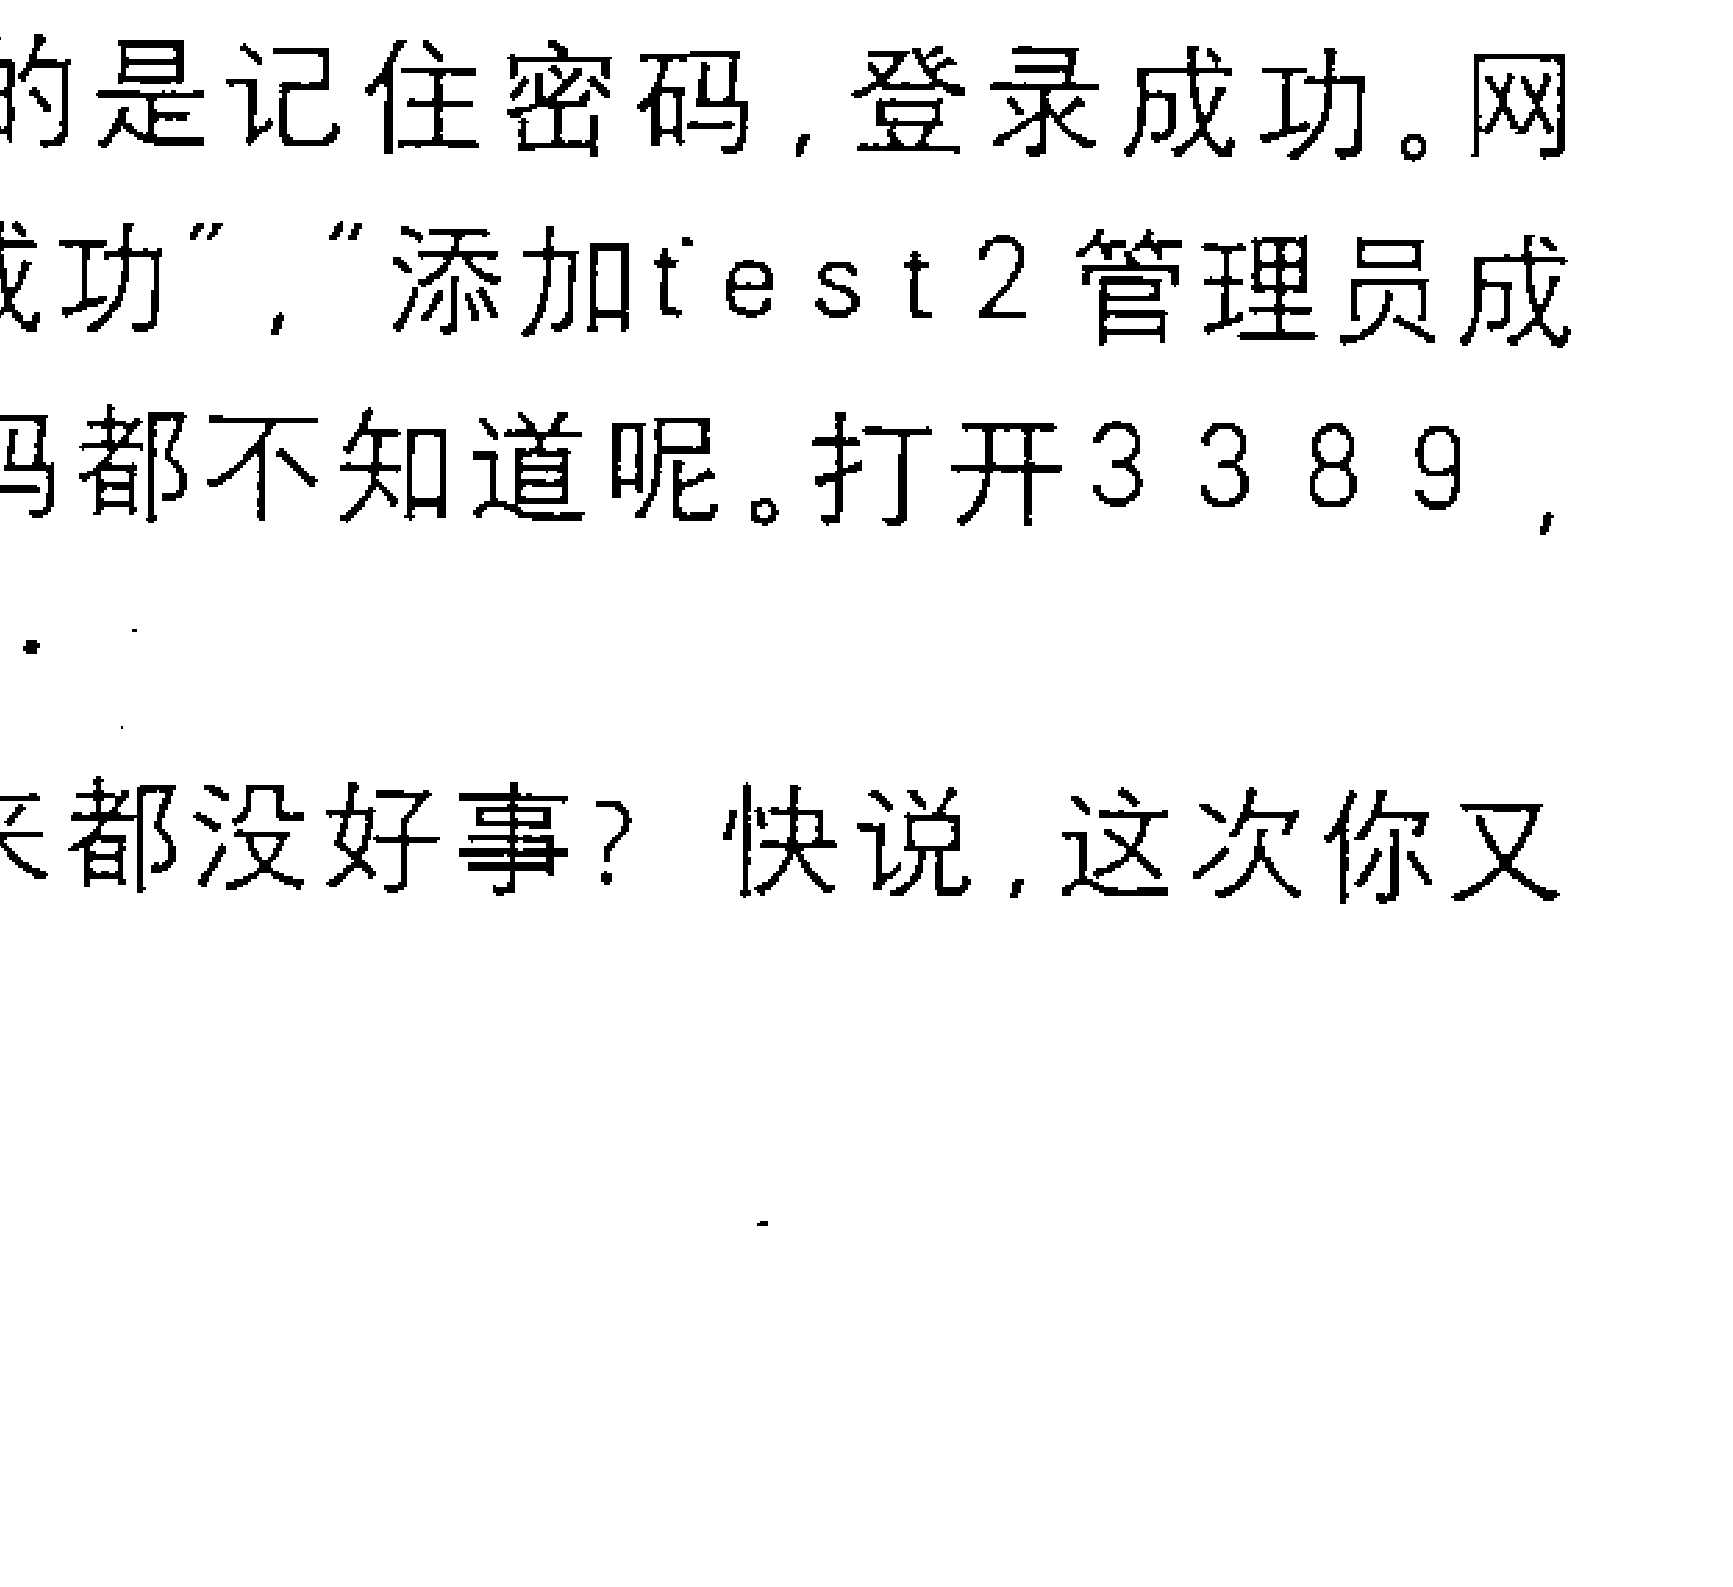 的是记住密码,登录成功。网
成功”,“添加test2管理员成
码都不知道呢。打开3389,
.
来都没好事? 快说,这次你又